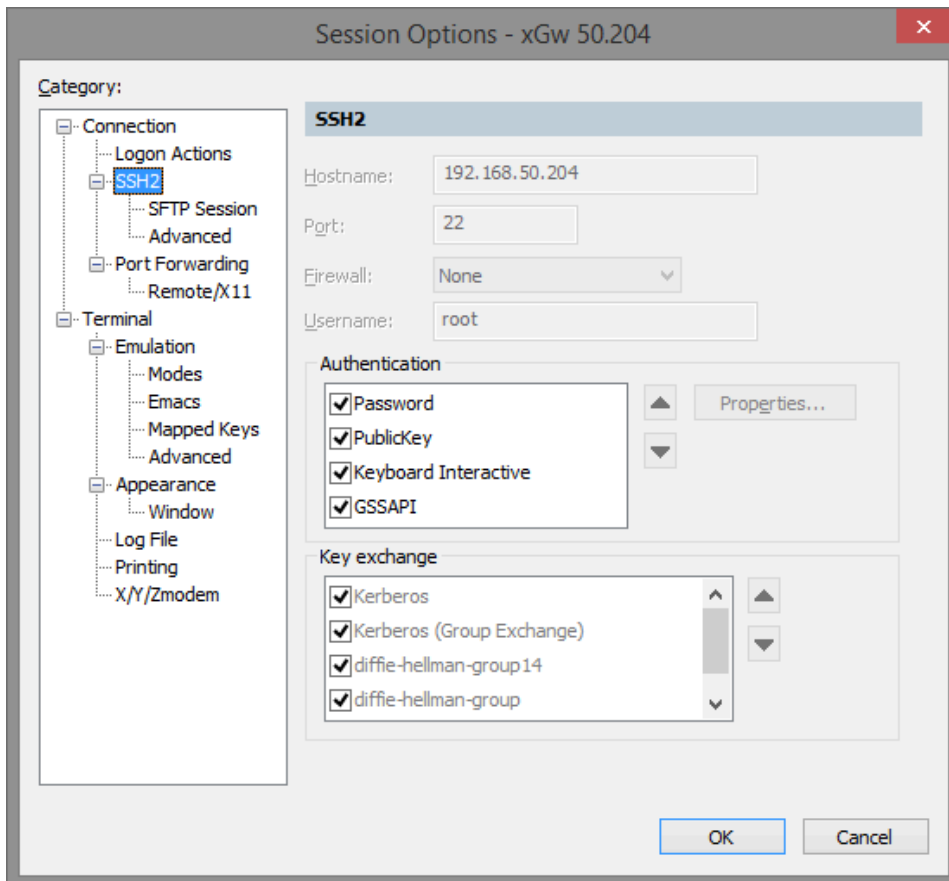 Session Options - xGw 50.204
Category:
Connection
Logon Actions
SSH2
SFTP Session
Advanced
Port Forwarding
Remote/X11
Terminal
Emulation
Modes
Emacs
Mapped Keys
Advanced
Appearance
Window
Log File
Printing
X/Y/Zmodem
SSH2
Hostname: 192.168.50.204
Port: 22
Firewall: None
Username: root
Authentication
Password
PublicKey
Keyboard Interactive
GSSAPI
Properties...
Key exchange
Kerberos
Kerberos (Group Exchange)
diffie-hellman-group14
diffie-hellman-group
OK Cancel